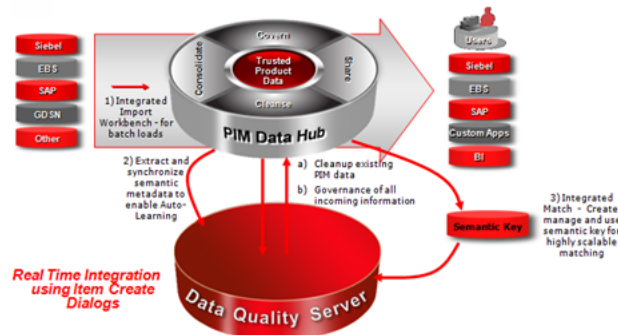 Siebel
EBS
SAP
GDSN
Other
1) Integrated
Import
Workbench - for
batch loads
Govern
Consolidate
Share
Cleanse
Trusted
Product
Data
PIM Data Hub
Users
Siebel
EBS
SAP
Custom Apps
BI
2) Extract and
synchronize
semantic
metadata to
enable Auto-
Learning
a) Cleanup existing
PIM data
b) Governance of all
incoming information
3) Integrated
Match - Create
manage and use
semantic key for
highly scalable
matching
Semantic Key
Real Time Integration
using Item Create
Dialogs
Data Quality Server